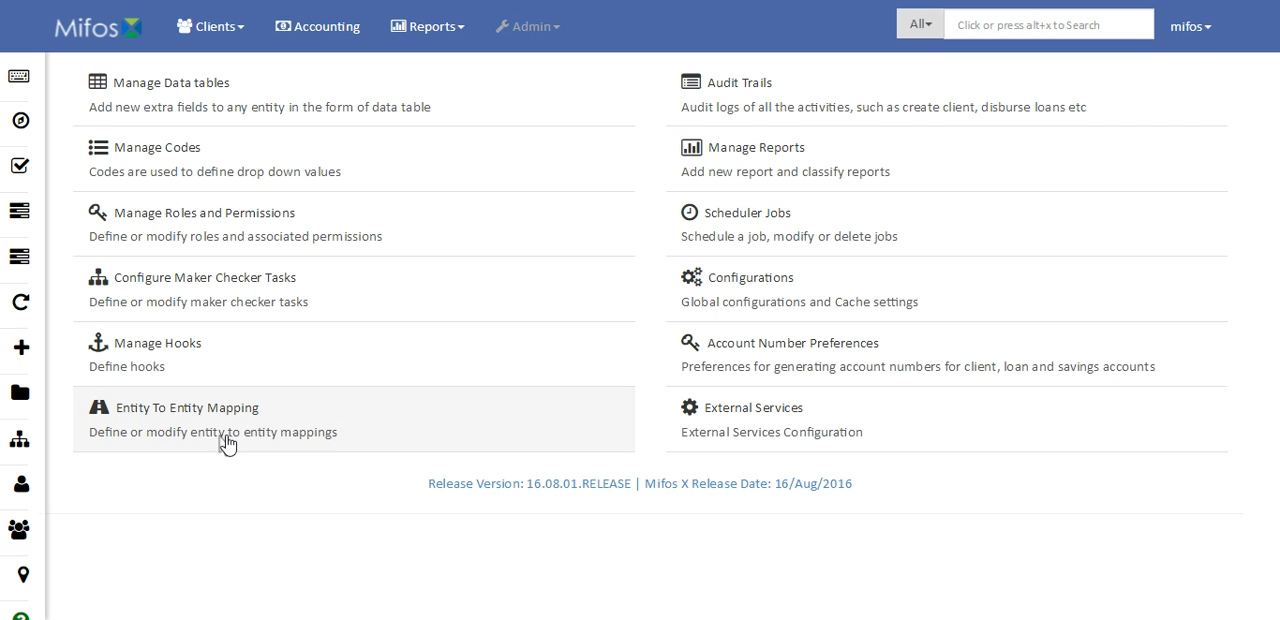 Mifos Clients Accounting Reports Admin All Click or press alt+x to Search mifos
Manage Data tables
Add new extra fields to any entity in the form of data table
Manage Codes
Codes are used to define drop down values
Manage Roles and Permissions
Define or modify roles and associated permissions
Configure Maker Checker Tasks
Define or modify maker checker tasks
Manage Hooks
Define hooks
Entity To Entity Mapping
Define or modify entity to entity mappings
Audit Trails
Audit logs of all the activities, such as create client, disburse loans etc
Manage Reports
Add new report and classify reports
Scheduler Jobs
Schedule a job, modify or delete jobs
Configurations
Global configurations and Cache settings
Account Number Preferences
Preferences for generating account numbers for client, loan and savings accounts
External Services
External Services Configuration
Release Version: 16.08.01.RELEASE | Mifos X Release Date: 16/Aug/2016